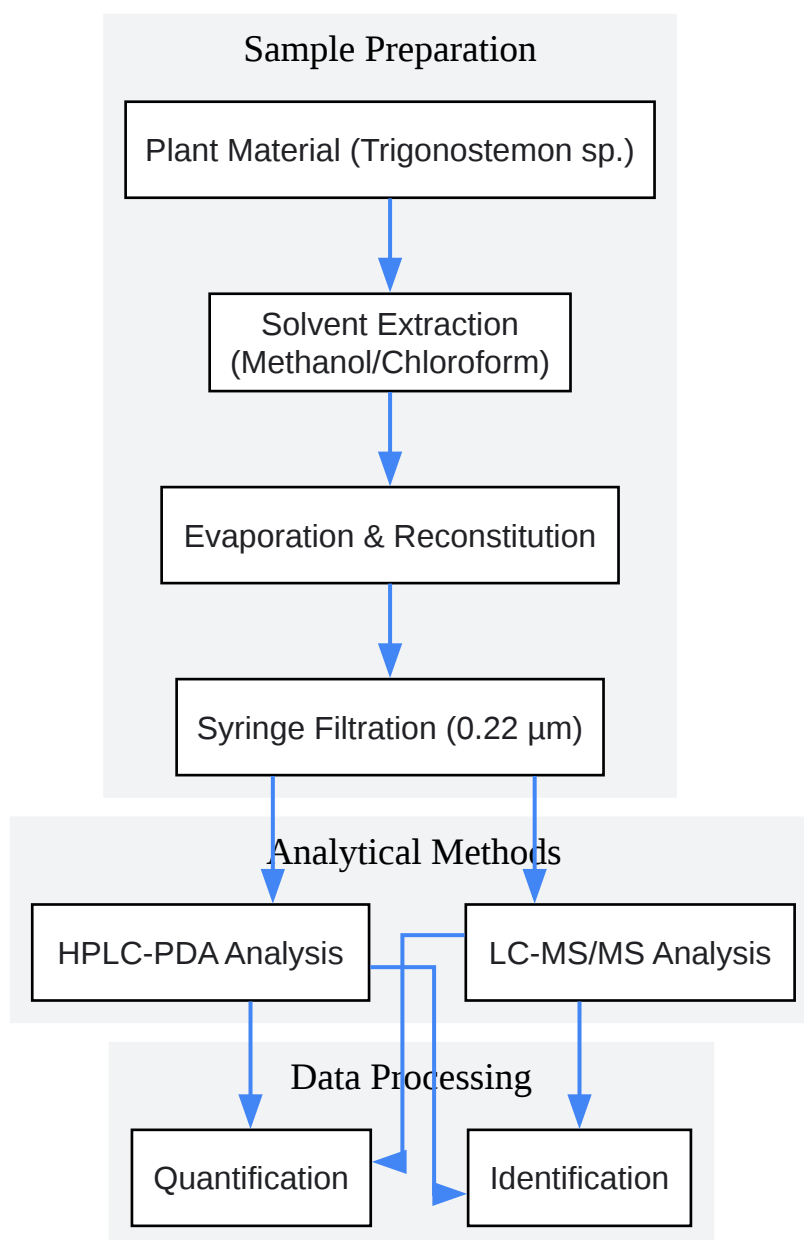 Sample Preparation
Plant Material (Trigonostemon sp.)
Solvent Extraction
(Methanol/Chloroform)
Evaporation & Reconstitution
Syringe Filtration (0.22 µm)
Analytical Methods
HPLC-PDA Analysis
LC-MS/MS Analysis
Data Processing
Quantification
Identification